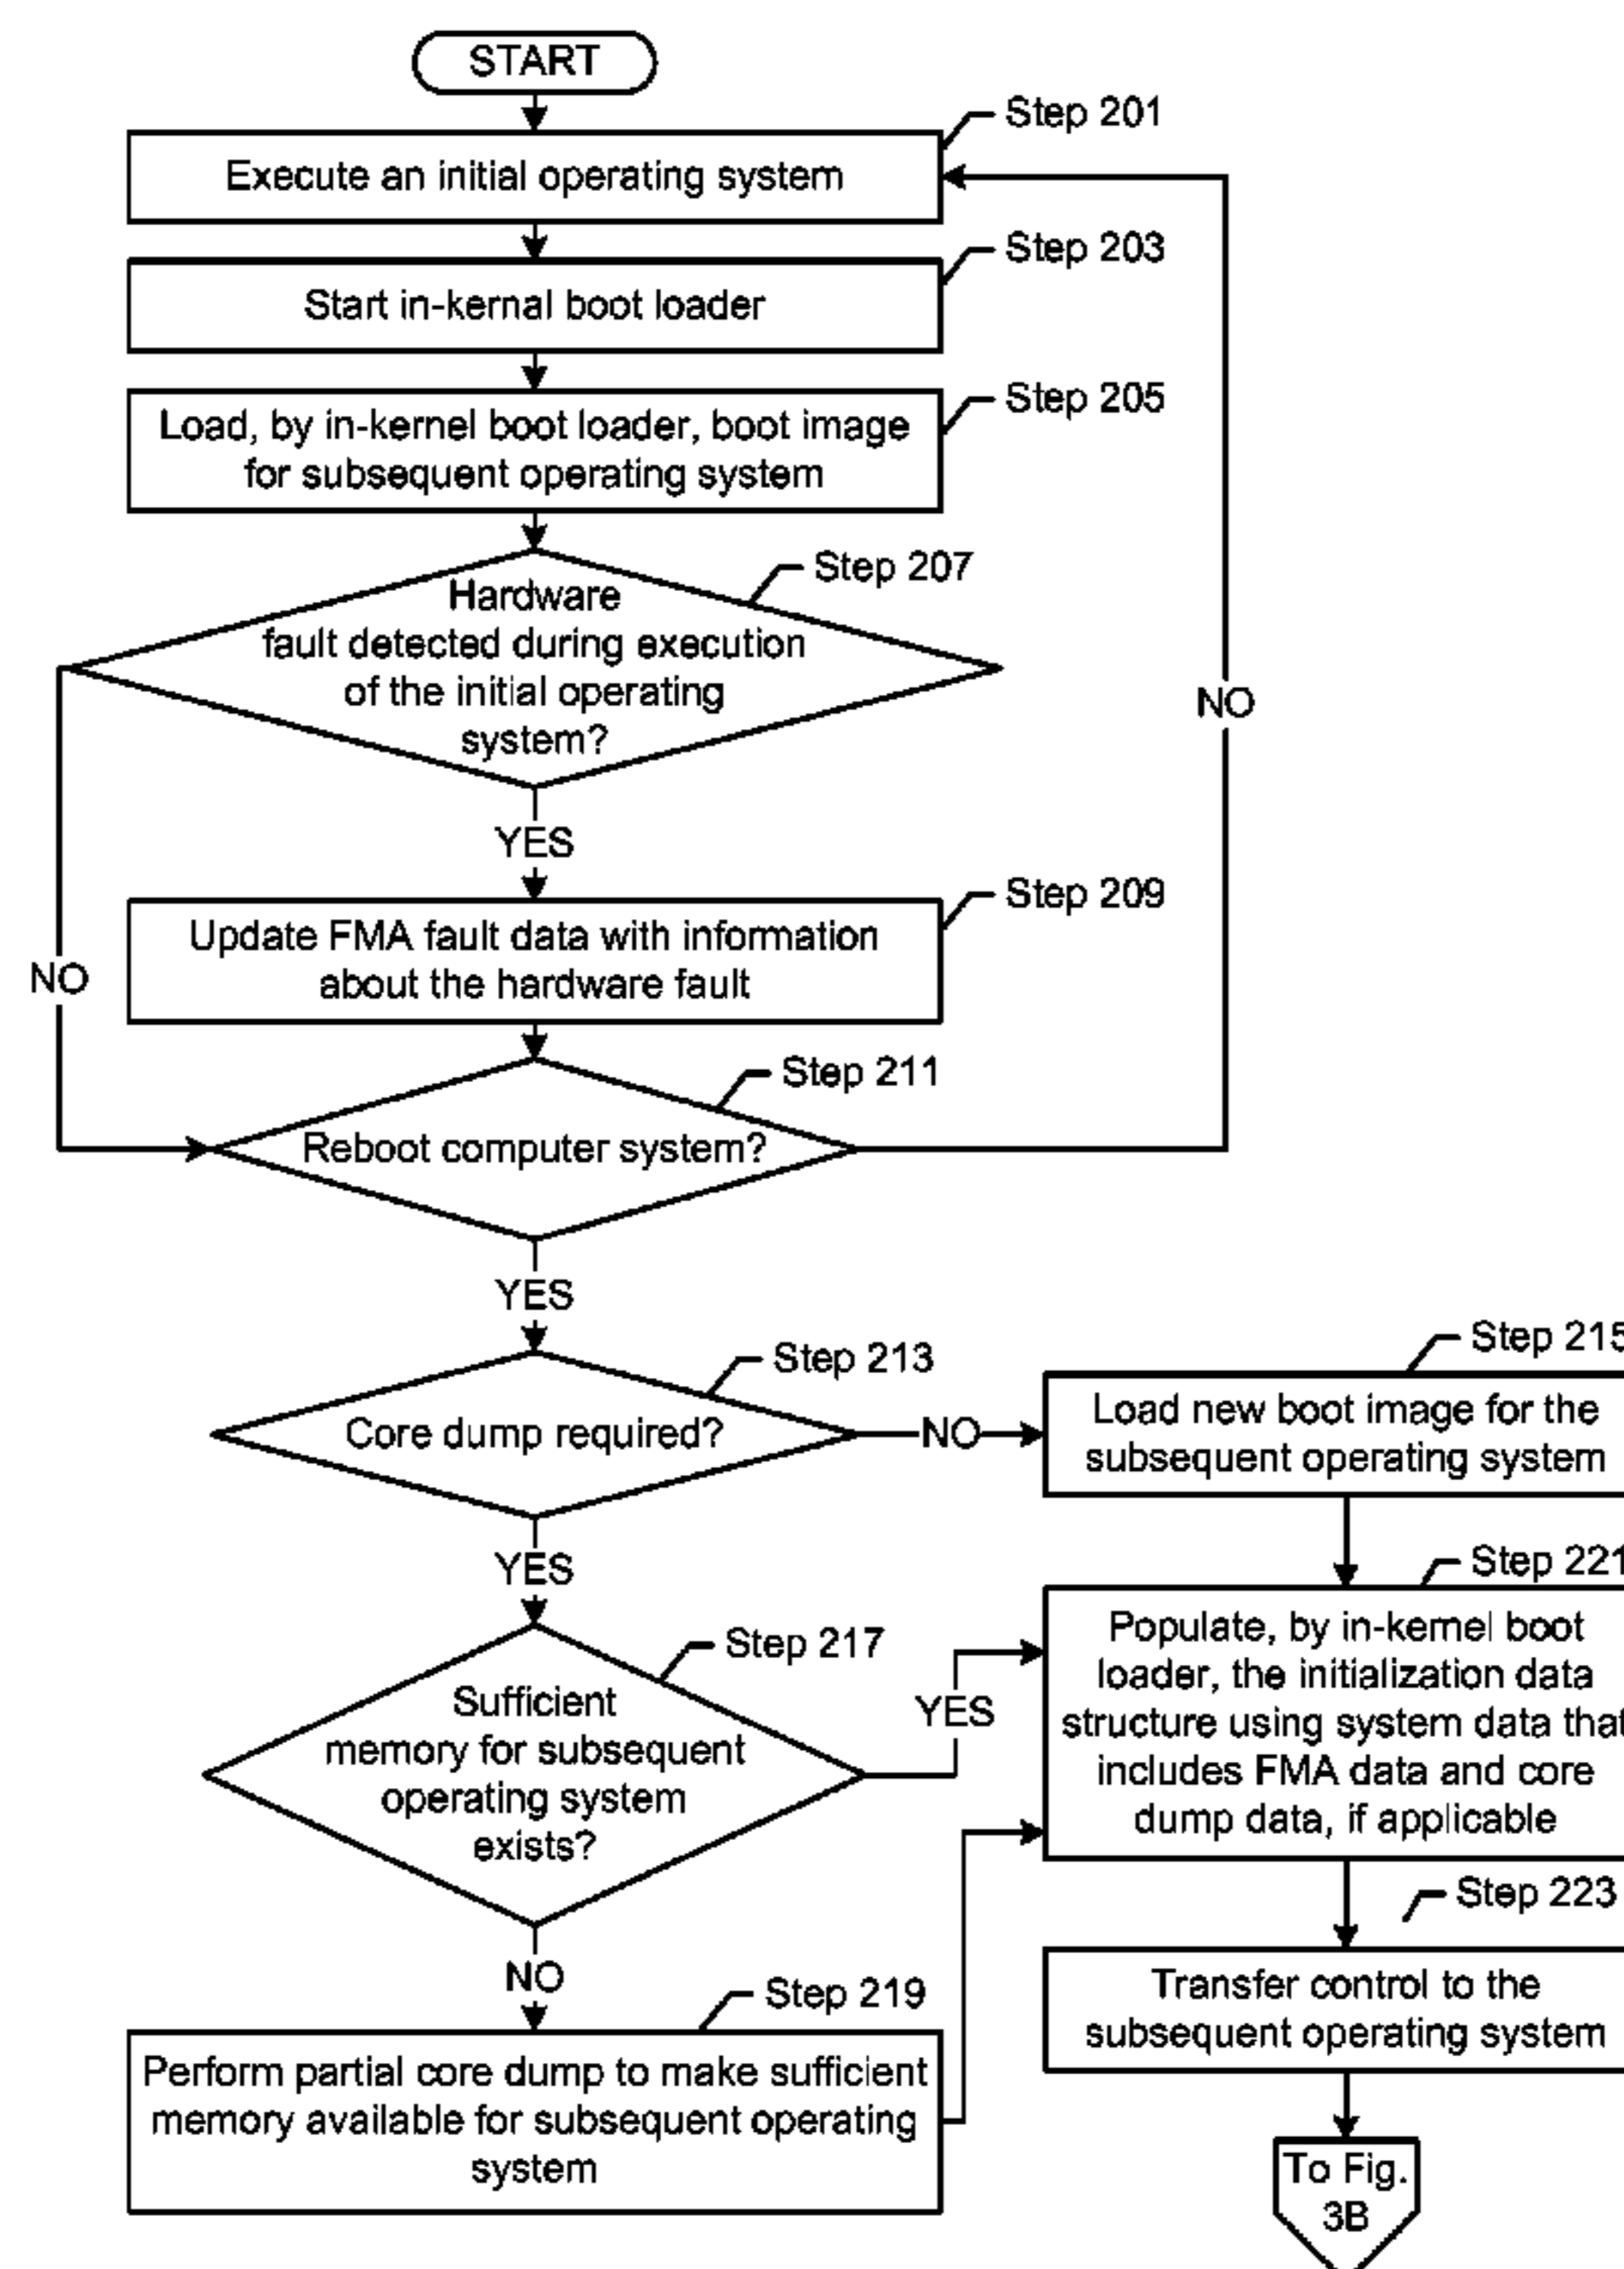 START
Step 201
Execute an initial operating system
Step 203
Start in-kernal boot loader
Step 205
Load, by in-kernel boot loader, boot image
for subsequent operating system
Step 207
Hardware
fault detected during execution
of the initial operating
system?
NO
YES
Step 209
Update FMA fault data with information
about the hardware fault
NO
Step 211
Reboot computer system?
YES
Step 213
Core dump required?
NO
Step 215
Load new boot image for the
subsequent operating system
YES
Step 217
Sufficient
memory for subsequent
operating system
exists?
YES
Step 221
Populate, by in-kernel boot
loader, the initialization data
structure using system data that
includes FMA data and core
dump data, if applicable
NO
Step 219
Perform partial core dump to make sufficient
memory available for subsequent operating
system
Step 223
Transfer control to the
subsequent operating system
To Fig.
3B